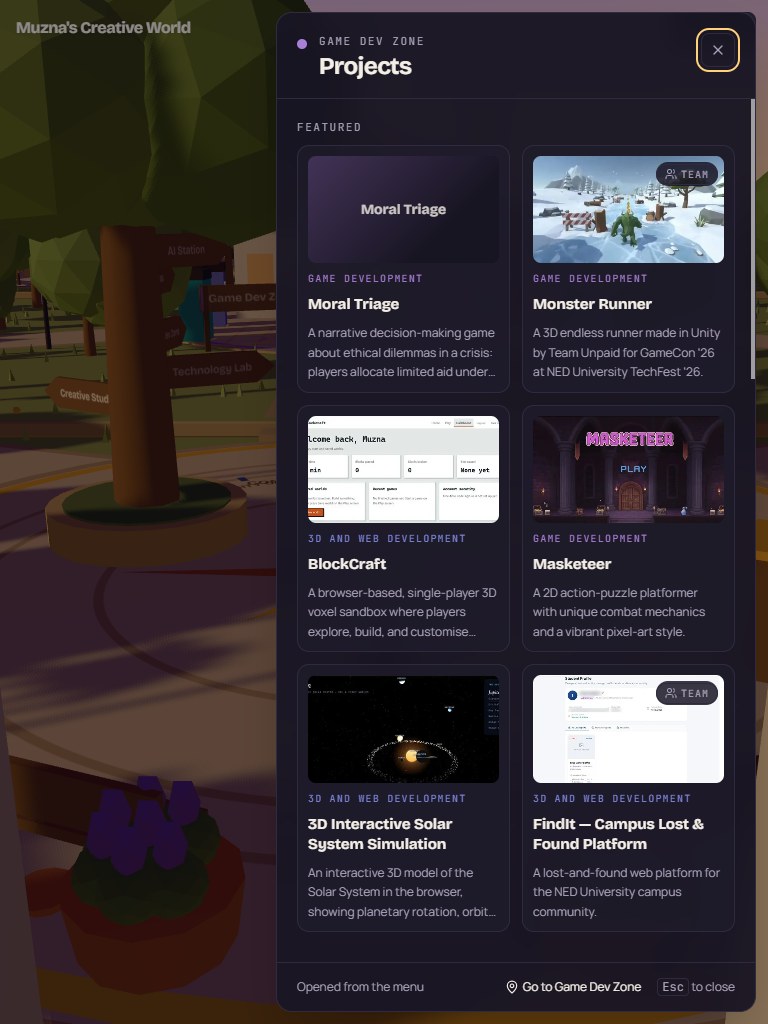 Muzna's Creative World
AI Station
Game Dev Z
Technology Lab
Creative Stud
GAME DEV ZONE
Projects
FEATURED
Moral Triage
GAME DEVELOPMENT
Moral Triage
A narrative decision-making game
about ethical dilemmas in a crisis:
players allocate limited aid under…
TEAM
GAME DEVELOPMENT
Monster Runner
A 3D endless runner made in Unity
by Team Unpaid for GameCon '26
at NED University TechFest '26.
lcome back, Muzna
min
0
0
None yet
3D AND WEB DEVELOPMENT
BlockCraft
A browser-based, single-player 3D
voxel sandbox where players
explore, build, and customise…
MASKETEER
PLAY
GAME DEVELOPMENT
Masketeer
A 2D action-puzzle platformer
with unique combat mechanics
and a vibrant pixel-art style.
3D AND WEB DEVELOPMENT
3D Interactive Solar
System Simulation
An interactive 3D model of the
Solar System in the browser,
showing planetary rotation, orbit…
TEAM
3D AND WEB DEVELOPMENT
FindIt — Campus Lost &
Found Platform
A lost-and-found web platform for
the NED University campus
community.
Opened from the menu
Go to Game Dev Zone
Esc to close